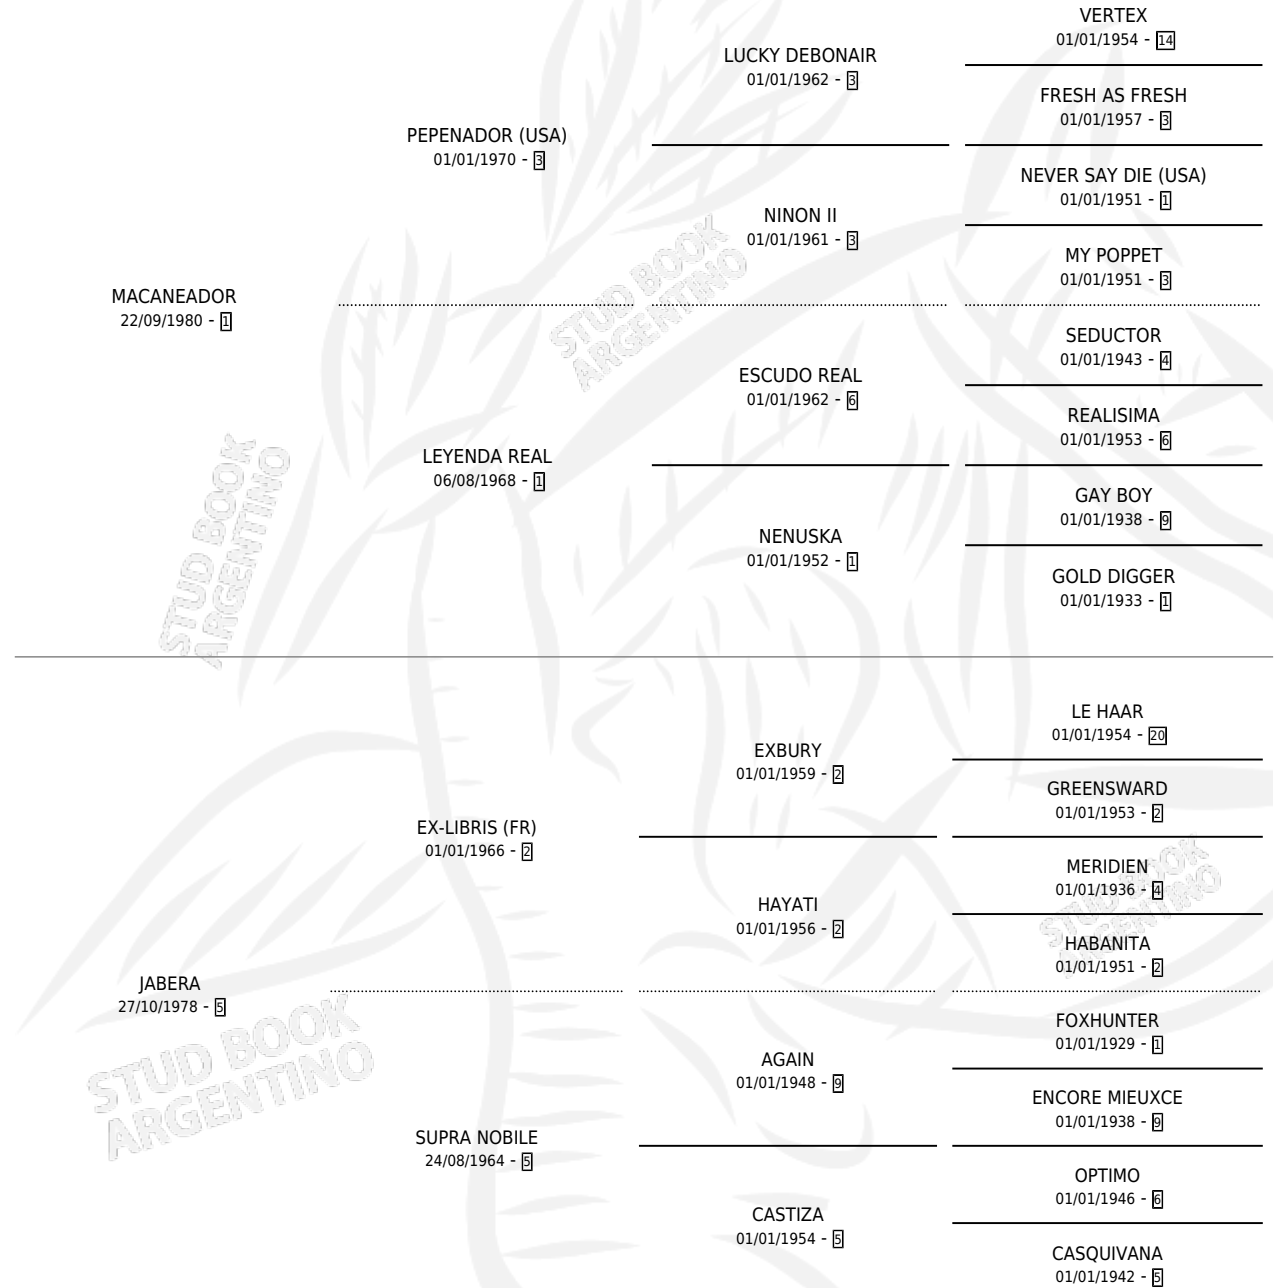 VERTEX
01/01/1954 - 14
LUCKY DEBONAIR
01/01/1962 - 3
FRESH AS FRESH
01/01/1957 - 3
PEPENADOR (USA)
01/01/1970 - 3
NEVER SAY DIE (USA)
01/01/1951 - 1
NINON II
01/01/1961 - 3
MY POPPET
01/01/1951 - 3
MACANEADOR
22/09/1980 - 1
SEDUCTOR
01/01/1943 - 4
ESCUDO REAL
01/01/1962 - 6
REALISIMA
01/01/1953 - 6
LEYENDA REAL
06/08/1968 - 1
GAY BOY
01/01/1938 - 9
NENUSKA
01/01/1952 - 1
GOLD DIGGER
01/01/1933 - 1
LE HAAR
01/01/1954 - 20
EXBURY
01/01/1959 - 2
GREENSWARD
01/01/1953 - 2
EX-LIBRIS (FR)
01/01/1966 - 2
MERIDIEN
01/01/1936 - 4
HAYATI
01/01/1956 - 2
HABANITA
01/01/1951 - 2
JABERA
27/10/1978 - 5
FOXHUNTER
01/01/1929 - 1
AGAIN
01/01/1948 - 9
ENCORE MIEUXCE
01/01/1938 - 9
SUPRA NOBILE
24/08/1964 - 5
OPTIMO
01/01/1946 - 6
CASTIZA
01/01/1954 - 5
CASQUIVANA
01/01/1942 - 5
STUD BOOK
ARGENTINO
STUD BOOK
ARGENTINO
STUD BOOK
ARGENTINO
STUD BOOK
ARGENTINO